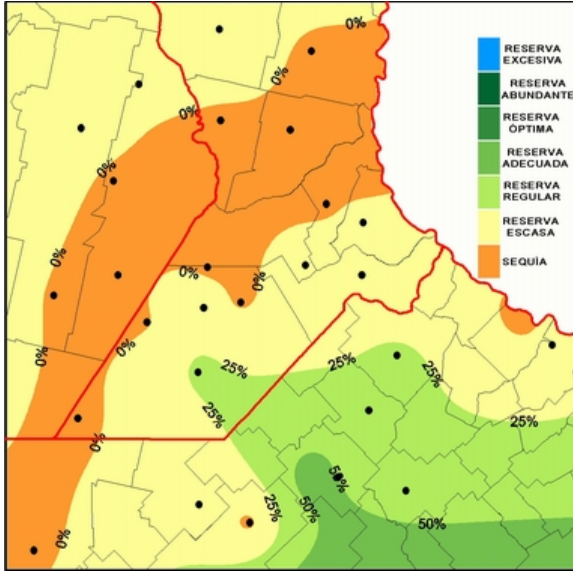 0%
0%
RESERVA
EXCESIVA
RESERVA
ABUNDANTE
RESERVA
ÓPTIMA
RESERVA
ADECUADA
RESERVA
REGULAR
RESERVA
ESCASA
SEQUÌA
0%
0%
0%
0%
0%
0%
0%
25%
25%
25%
25%
25%
0%
50%
25%
50%
50%
0%